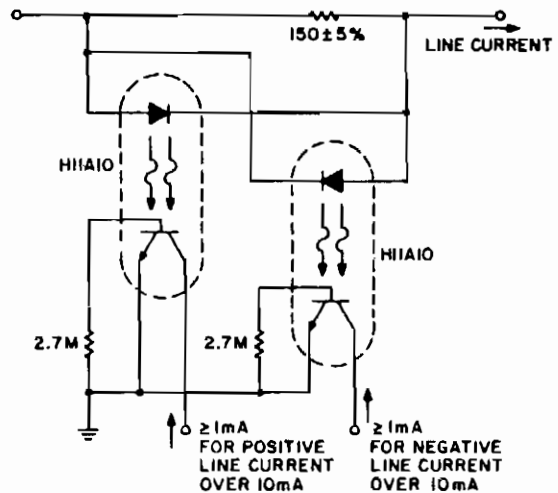 150±5%
LINE CURRENT
H11A10
H11A10
2.7M
2.7M
≥1mA
FOR POSITIVE
LINE CURRENT
OVER 10mA
≥1mA
FOR NEGATIVE
LINE CURRENT
OVER 10mA